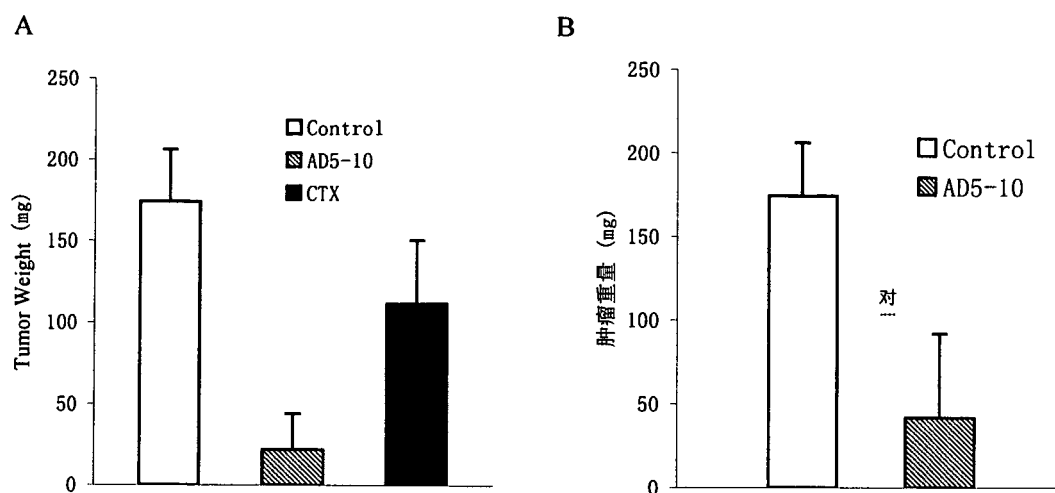 A
250
200
150
100
50
0
Tumor Weight (mg)
Control
AD5-10
CTX
B
250
200
150
100
50
0
肿瘤重量 (mg)
Control
AD5-10
对